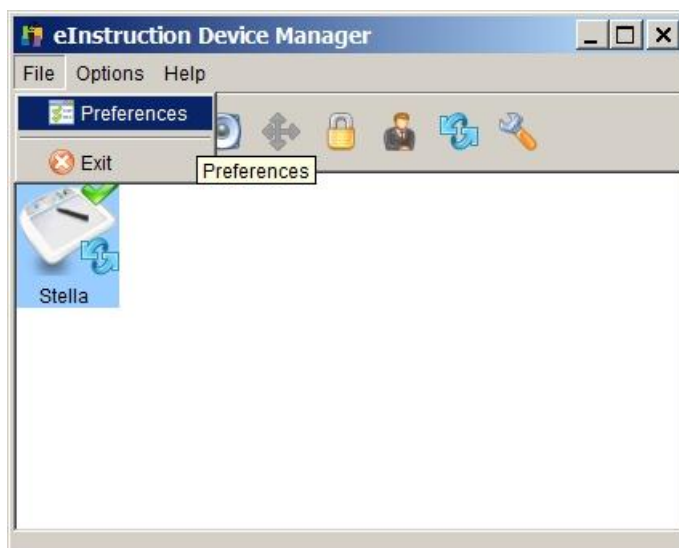 eInstruction Device Manager
File Options Help
Preferences
Exit
Preferences
Stella